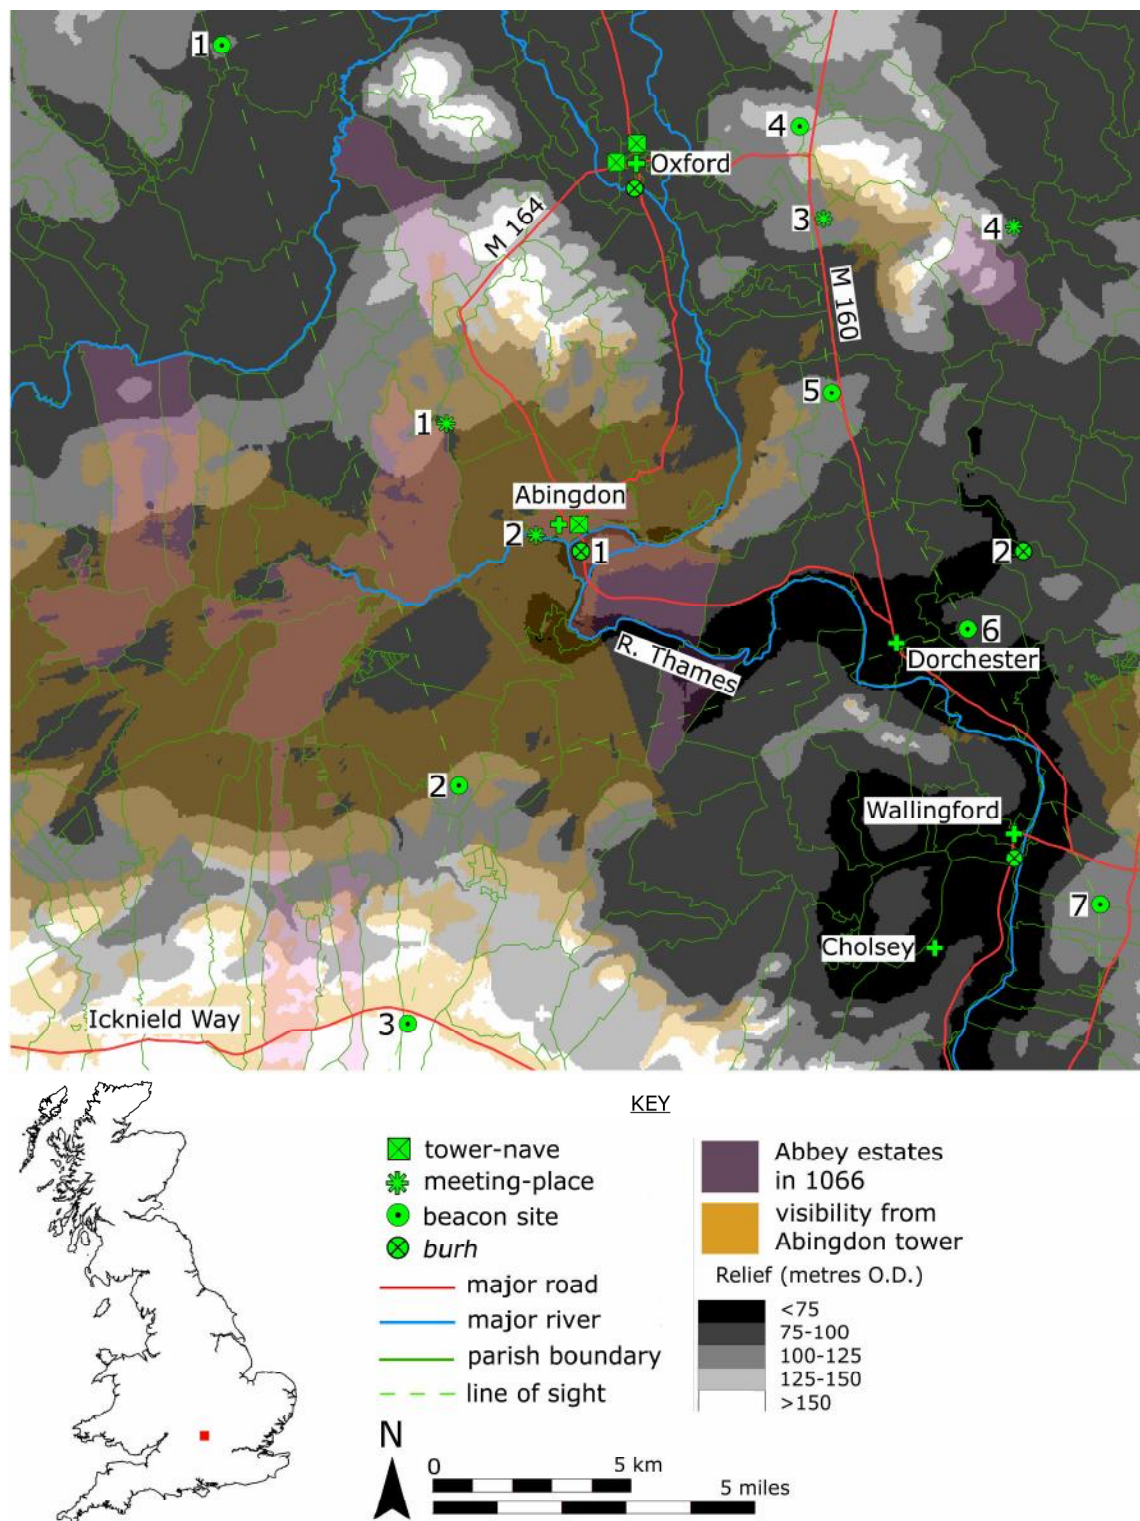 1
4
Oxford
M 164
3
4
M 160
5
1
Abingdon
2
1
2
6
R. Thames
Dorchester
2
Wallingford
7
Cholsey
Icknield Way
3
KEY
tower-nave
meeting-place
beacon site
burh
major road
major river
parish boundary
line of sight
Abbey estates
in 1066
visibility from
Abingdon tower
Relief (metres O.D.)
<75
75-100
100-125
125-150
>150
N
0
5 km
5 miles